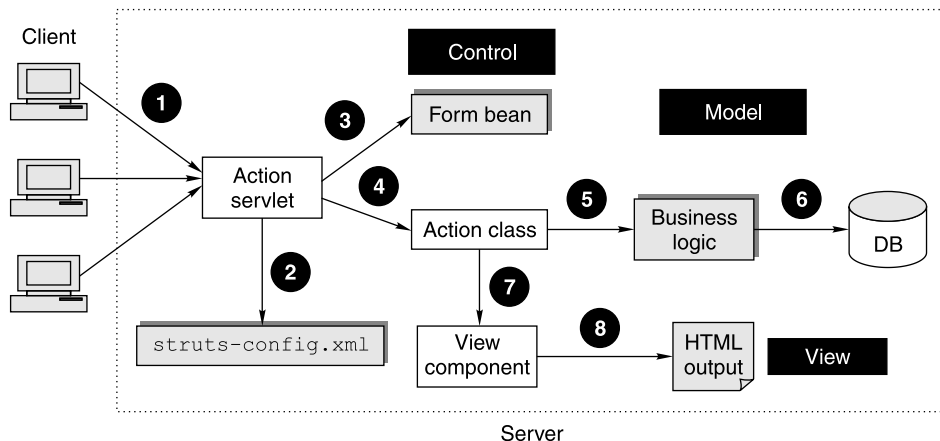 Client
Control
1
3
Form bean
Model
Action
servlet
4
5
6
Action class
Business
logic
DB
2
7
8
struts-config.xml
View
component
HTML
output
View
Server